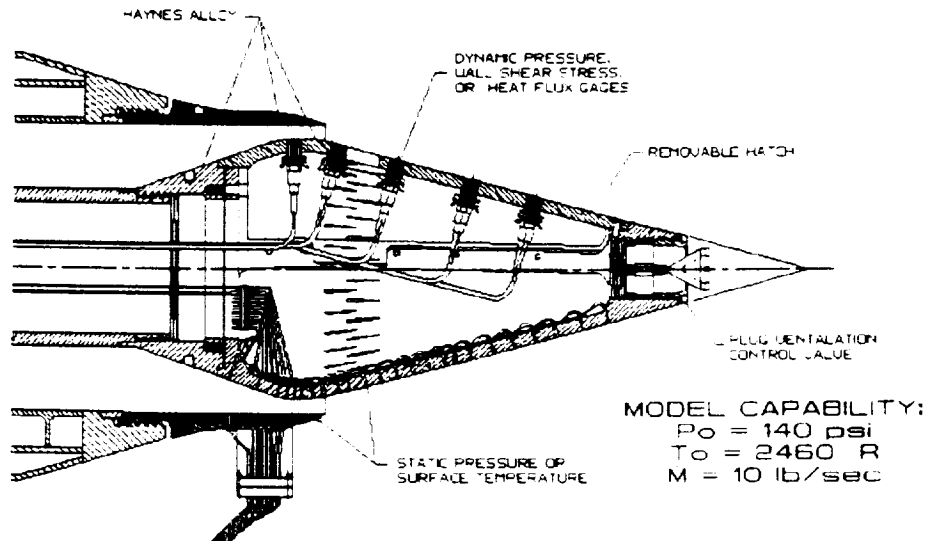 HAYNES ALLOY
DYNAMIC PRESSURE,
WALL SHEAR STRESS,
OR HEAT FLUX GAGES
REMOVABLE HATCH
PLUG VENTALATION
CONTROL VALVE
MODEL CAPABILITY:
Po = 140 psi
To = 2460 R
M = 10 lb/sec
STATIC PRESSURE OR
SURFACE TEMPERATURE